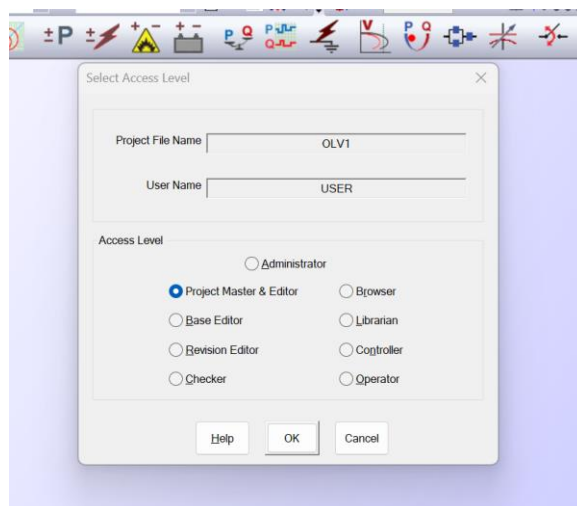 ±P ± + - + - P Q P Q V P Q
Select Access Level
Project File Name OLV1
User Name USER
Access Level
Administrator
Project Master & Editor Browser
Base Editor Librarian
Revision Editor Controller
Checker Operator
Help OK Cancel